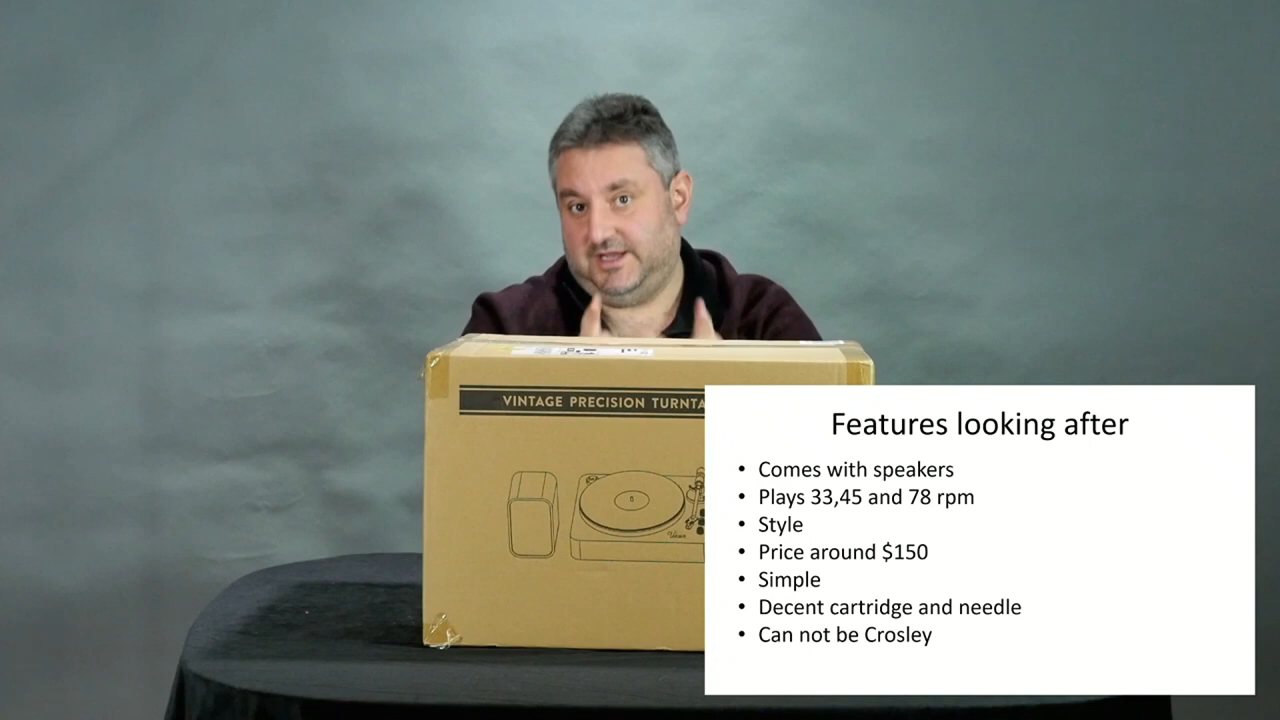 VINTAGE PRECISION TURNTA
Features looking after
• Comes with speakers
• Plays 33,45 and 78 rpm
• Style
• Price around $150
• Simple
• Decent cartridge and needle
• Can not be Crosley